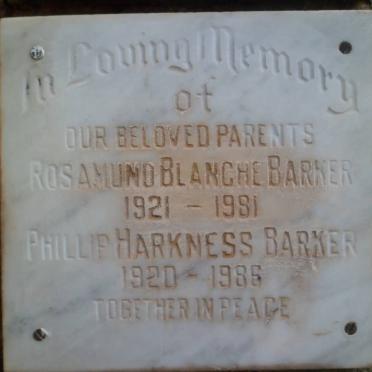 In Loving Memory
of
OUR BELOVED PARENTS
ROSAMUND BLANCHE BARKER
1921 - 1981
PHILLIP HARKNESS BARKER
1920 - 1986
TOGETHER IN PEACE